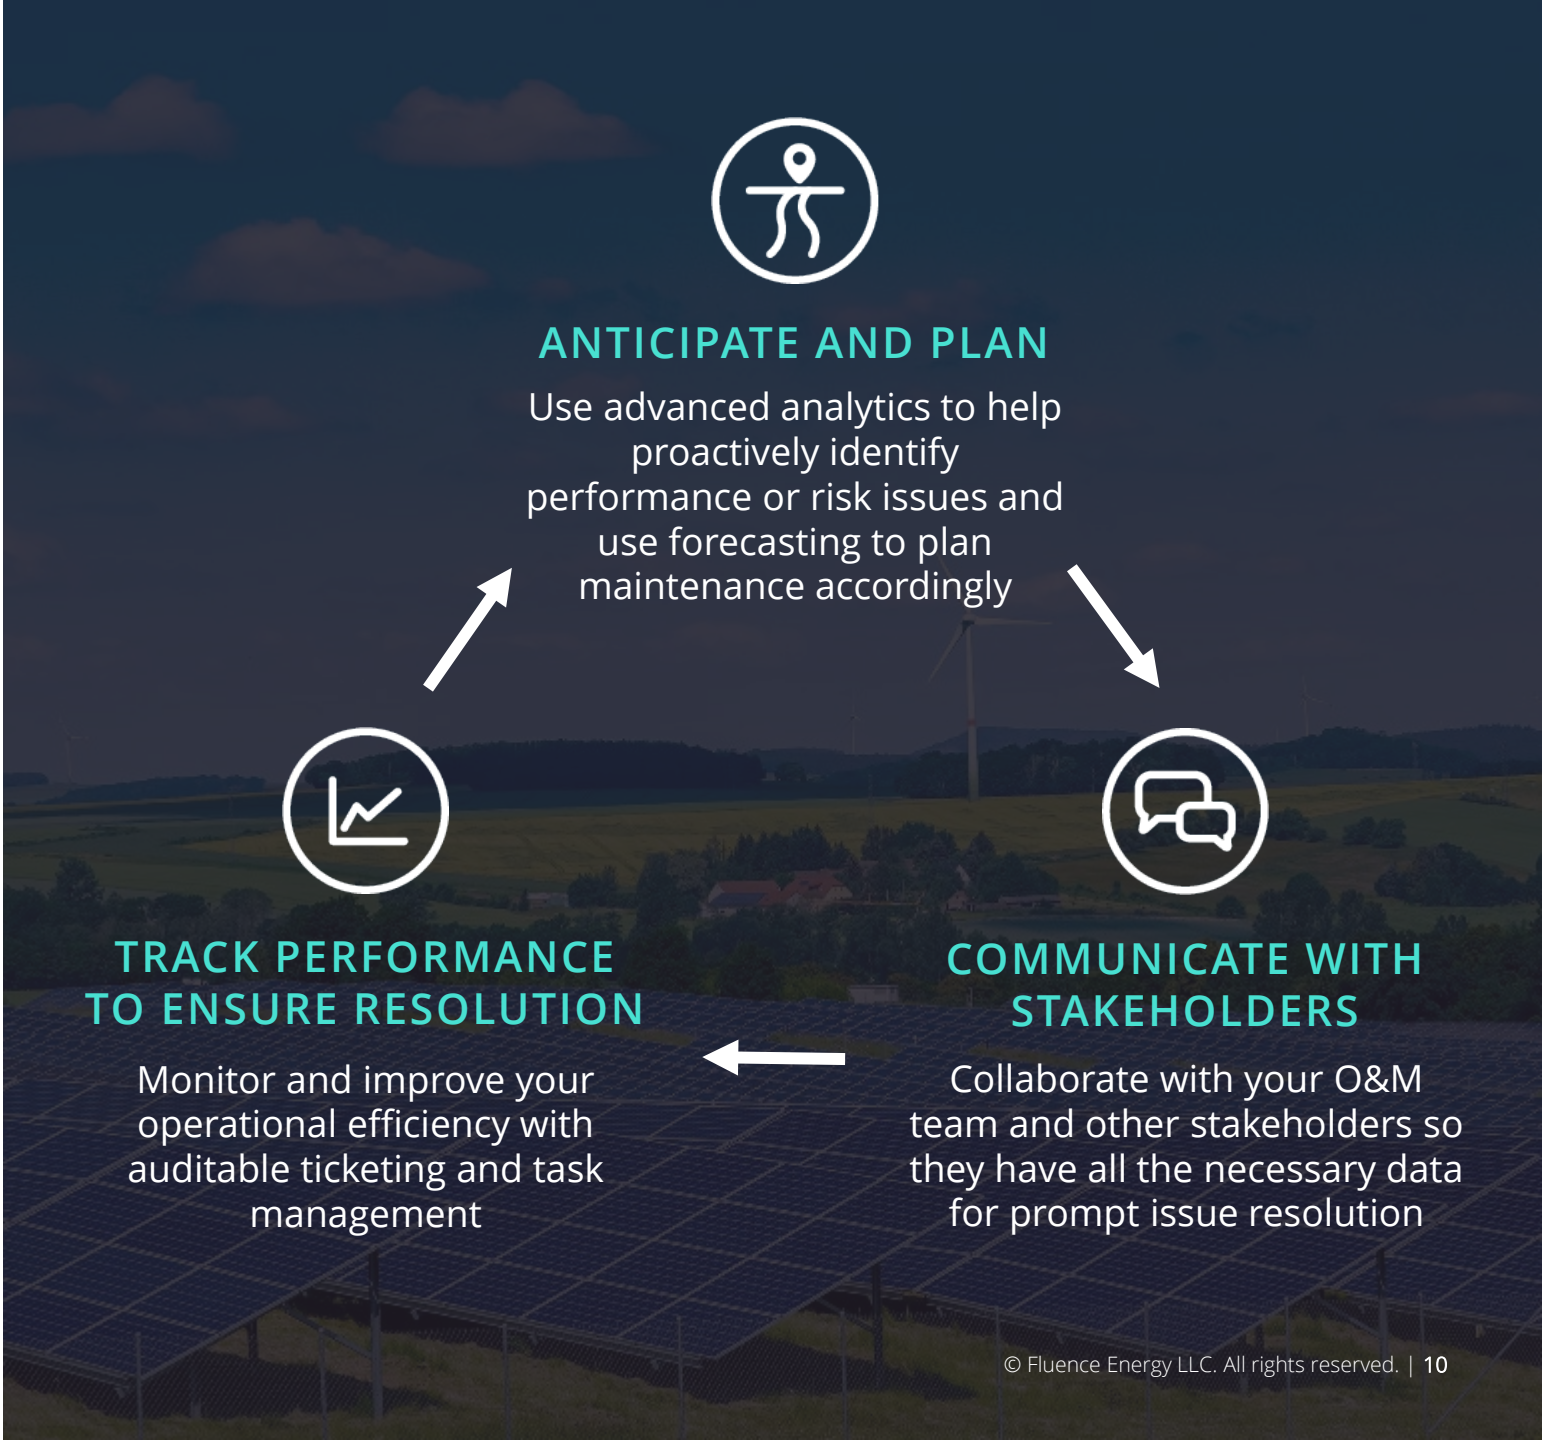 ANTICIPATE AND PLAN
Use advanced analytics to help
proactively identify
performance or risk issues and
use forecasting to plan
maintenance accordingly
TRACK PERFORMANCE
TO ENSURE RESOLUTION
Monitor and improve your
operational efficiency with
auditable ticketing and task
management
COMMUNICATE WITH
STAKEHOLDERS
Collaborate with your O&M
team and other stakeholders so
they have all the necessary data
for prompt issue resolution
© Fluence Energy LLC. All rights reserved. | 10